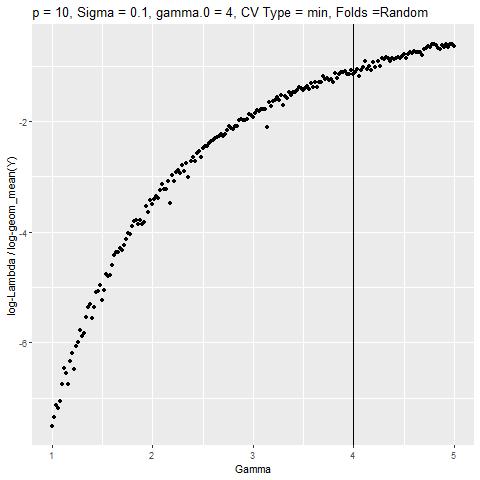 p = 10, Sigma = 0.1, gamma.0 = 4, CV Type = min, Folds =Random
log-Lambda / log-geom_mean(Y)
-2
-4
-6
1 2 3 4 5
Gamma